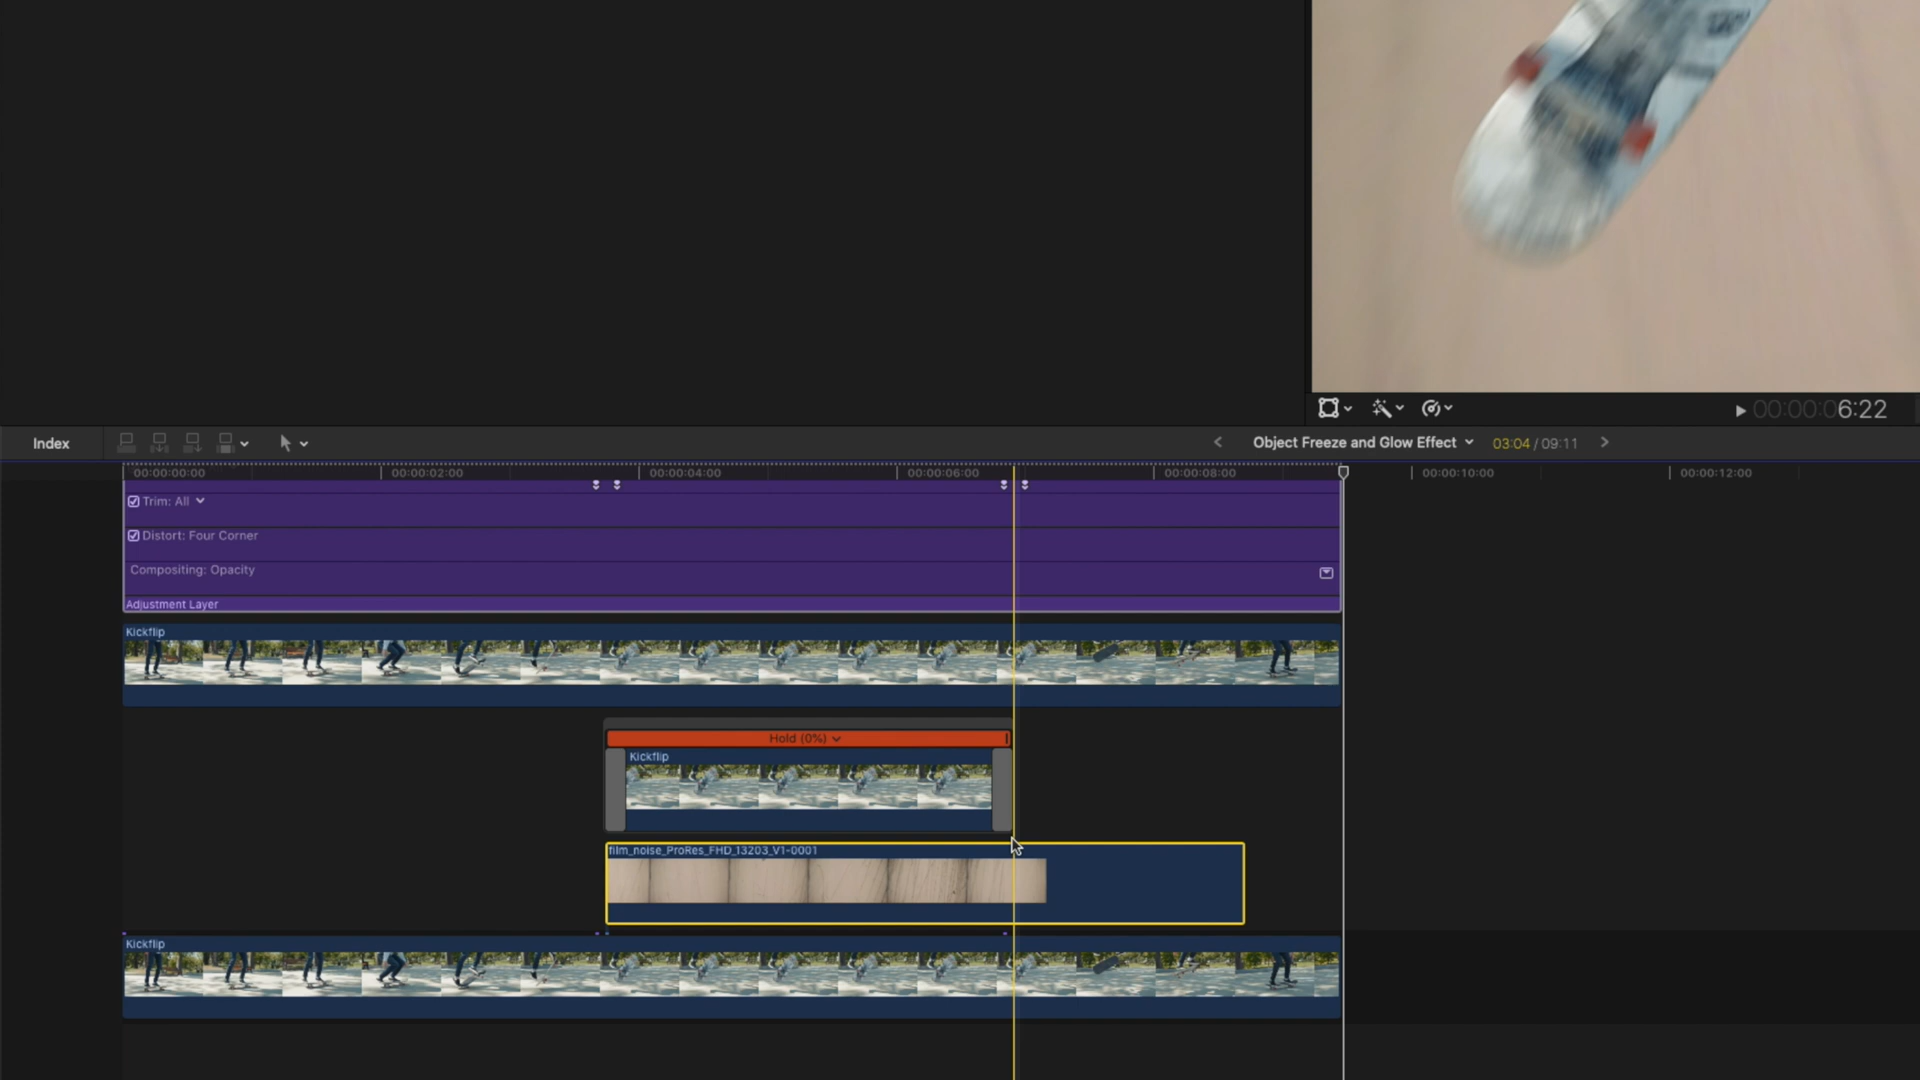 00:00:06:22
Index
Object Freeze and Glow Effect
03:04 / 09:11
00:00:00:00
00:00:02:00
00:00:04:00
00:00:06:00
00:00:08:00
00:00:10:00
00:00:12:00
Trim: All
Distort: Four Corner
Compositing: Opacity
Adjustment Layer
Kickflip
Hold (0%)
Kickflip
film_noise_ProRes_FHD_13203_V1-0001
Kickflip